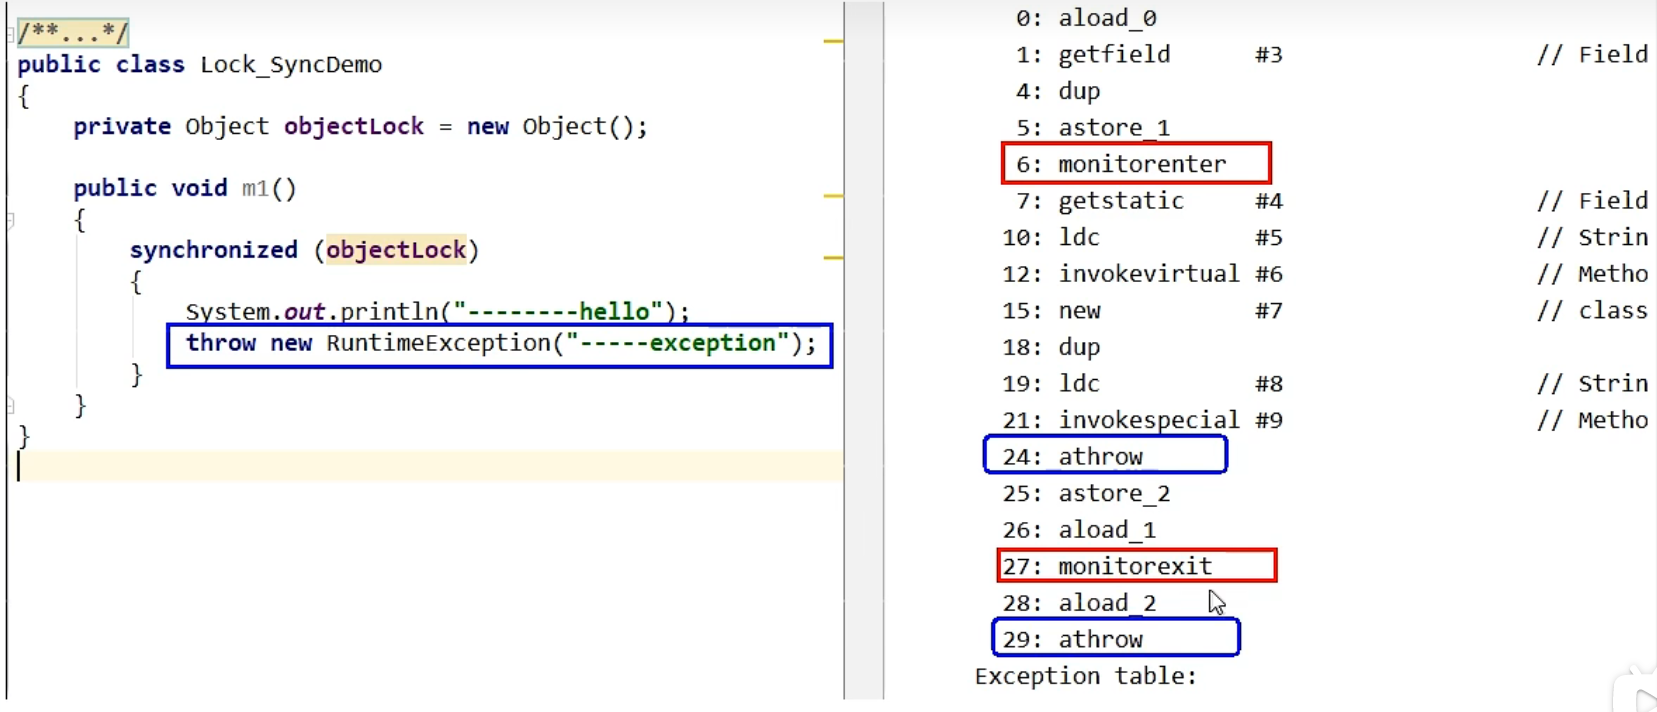 /**...*/
public class Lock_SyncDemo
{
    private Object objectLock = new Object();
    public void m1()
    {
        synchronized (objectLock)
        {
            System.out.println("--------hello");
            throw new RuntimeException("-----exception");
        }
    }
}
0: aload_0
1: getfield #3 // Field
4: dup
5: astore_1
6: monitorenter
7: getstatic #4 // Field
10: ldc #5 // Strin
12: invokevirtual #6 // Metho
15: new #7 // class
18: dup
19: ldc #8 // Strin
21: invokespecial #9 // Metho
24: athrow
25: astore_2
26: aload_1
27: monitorexit
28: aload_2
29: athrow
Exception table: